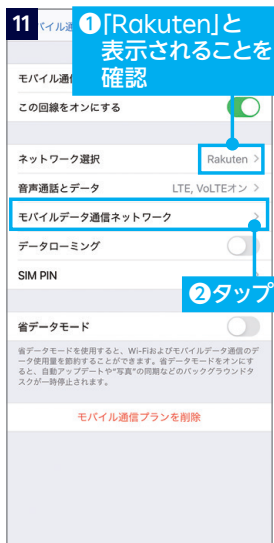 11
イル通
❶「Rakuten」と
表示されることを
確認
モバイル通
この回線をオンにする
ネットワーク選択 Rakuten >
音声通話とデータ LTE, VoLTEオン >
モバイルデータ通信ネットワーク >
データローミング
SIM PIN
❷タップ
省データモード
省データモードを使用すると、Wi-Fiおよびモバイルデータ通信のデ
ータ使用量を節約することができます。省データモードをオンにす
ると、自動アップデートや"写真"の同期などのバックグラウンドタ
スクが一時停止されます。
モバイル通信プランを削除